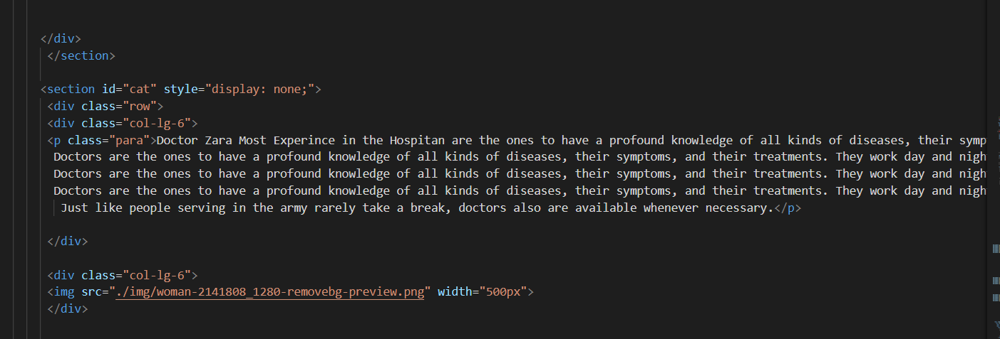 </div>
</section>
<section id="cat" style="display: none;">
<div class="row">
<div class="col-lg-6">
<p class="para">Doctor Zara Most Experince in the Hospitan are the ones to have a profound knowledge of all kinds of diseases, their symp
Doctors are the ones to have a profound knowledge of all kinds of diseases, their symptoms, and their treatments. They work day and nigh
Doctors are the ones to have a profound knowledge of all kinds of diseases, their symptoms, and their treatments. They work day and nigh
Doctors are the ones to have a profound knowledge of all kinds of diseases, their symptoms, and their treatments. They work day and nigh
Just like people serving in the army rarely take a break, doctors also are available whenever necessary.</p>
</div>
<div class="col-lg-6">
<img src="./img/woman-2141808_1280-removebg-preview.png" width="500px">
</div>